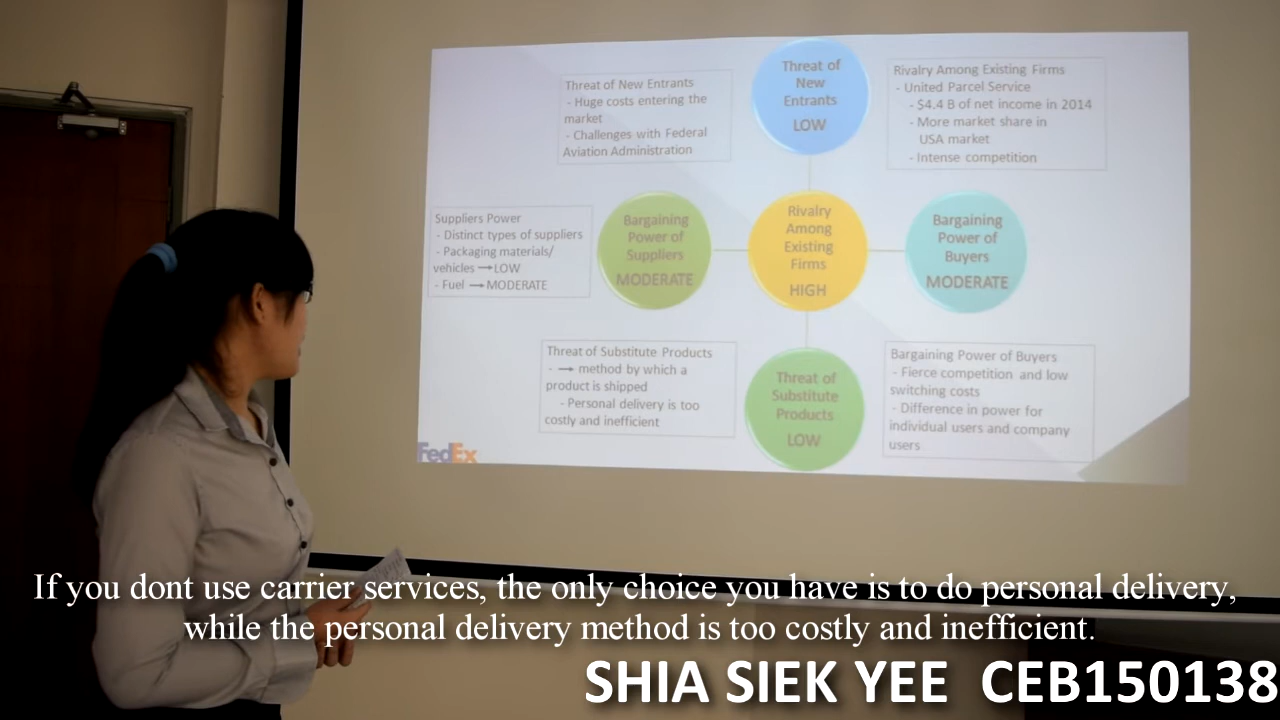 Threat of New Entrants
- Huge costs entering the
market
- Challenges with Federal
Aviation Administration
Threat of
New
Entrants
LOW
Rivalry Among Existing Firms
- United Parcel Service
- $4.4 B of net income in 2014
- More market share in
USA market
- Intense competition
Suppliers Power
- Distinct types of suppliers
- Packaging materials/
vehicles → LOW
- Fuel → MODERATE
Bargaining
Power of
Suppliers
MODERATE
Rivalry
Among
Existing
Firms
HIGH
Bargaining
Power of
Buyers
MODERATE
Threat of Substitute Products
- → method by which a
product is shipped
- Personal delivery is too
costly and inefficient
Threat of
Substitute
Products
LOW
Bargaining Power of Buyers
- Fierce competition and low
switching costs
- Difference in power for
individual users and company
users
FedEx
If you dont use carrier services, the only choice you have is to do personal delivery,
while the personal delivery method is too costly and inefficient.
SHIA SIEK YEE CEB150138